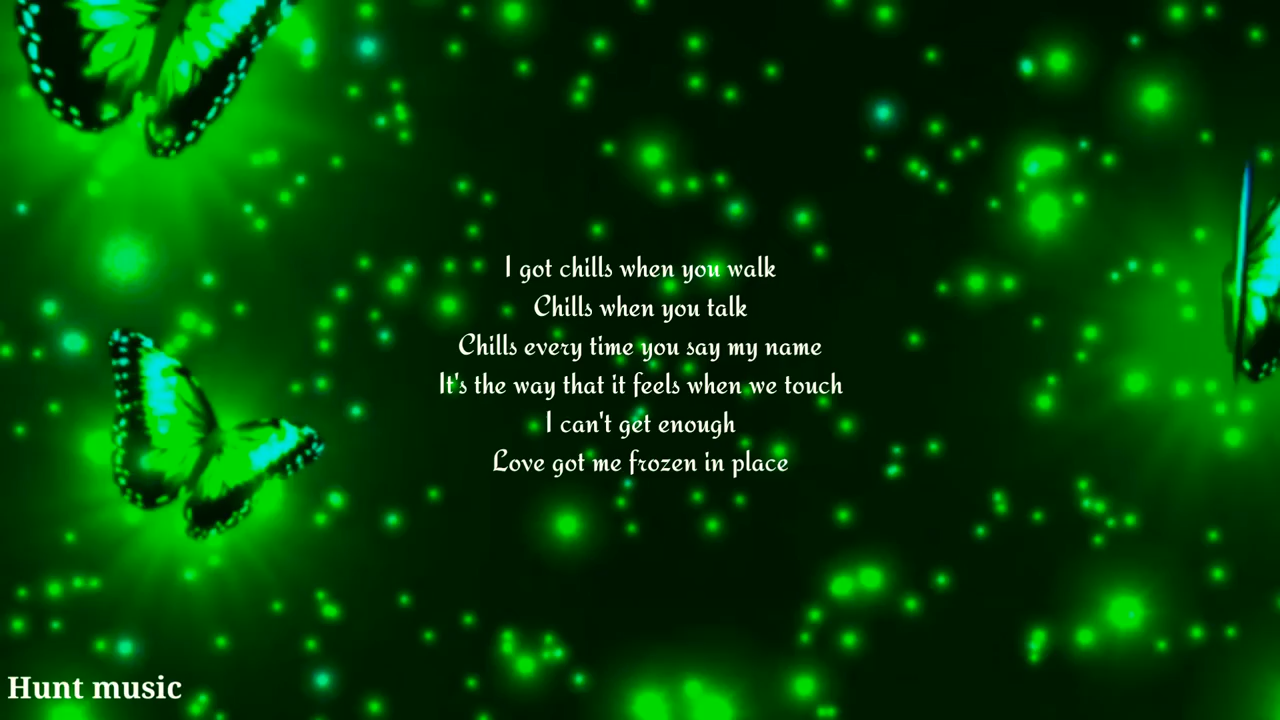 I got chills when you walk
Chills when you talk
Chills every time you say my name
It's the way that it feels when we touch
I can't get enough
Love got me frozen in place
Hunt music